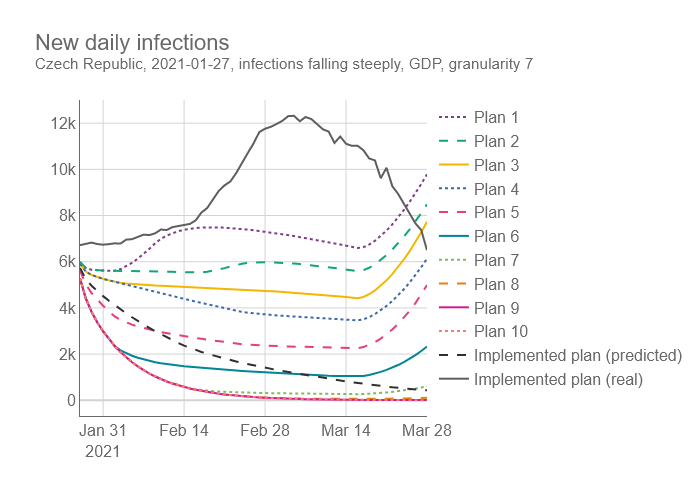 New daily infections
Czech Republic, 2021-01-27, infections falling steeply, GDP, granularity 7
12k
10k
8k
6k
4k
2k
0
Jan 31
2021
Feb 14
Feb 28
Mar 14
Mar 28
Plan 1
Plan 2
Plan 3
Plan 4
Plan 5
Plan 6
Plan 7
Plan 8
Plan 9
Plan 10
Implemented plan (predicted)
Implemented plan (real)